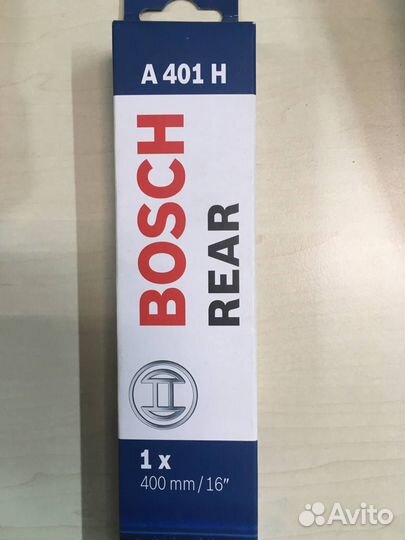 A 401 H
BOSCH
REAR
1 x
400 mm/16"
Avito